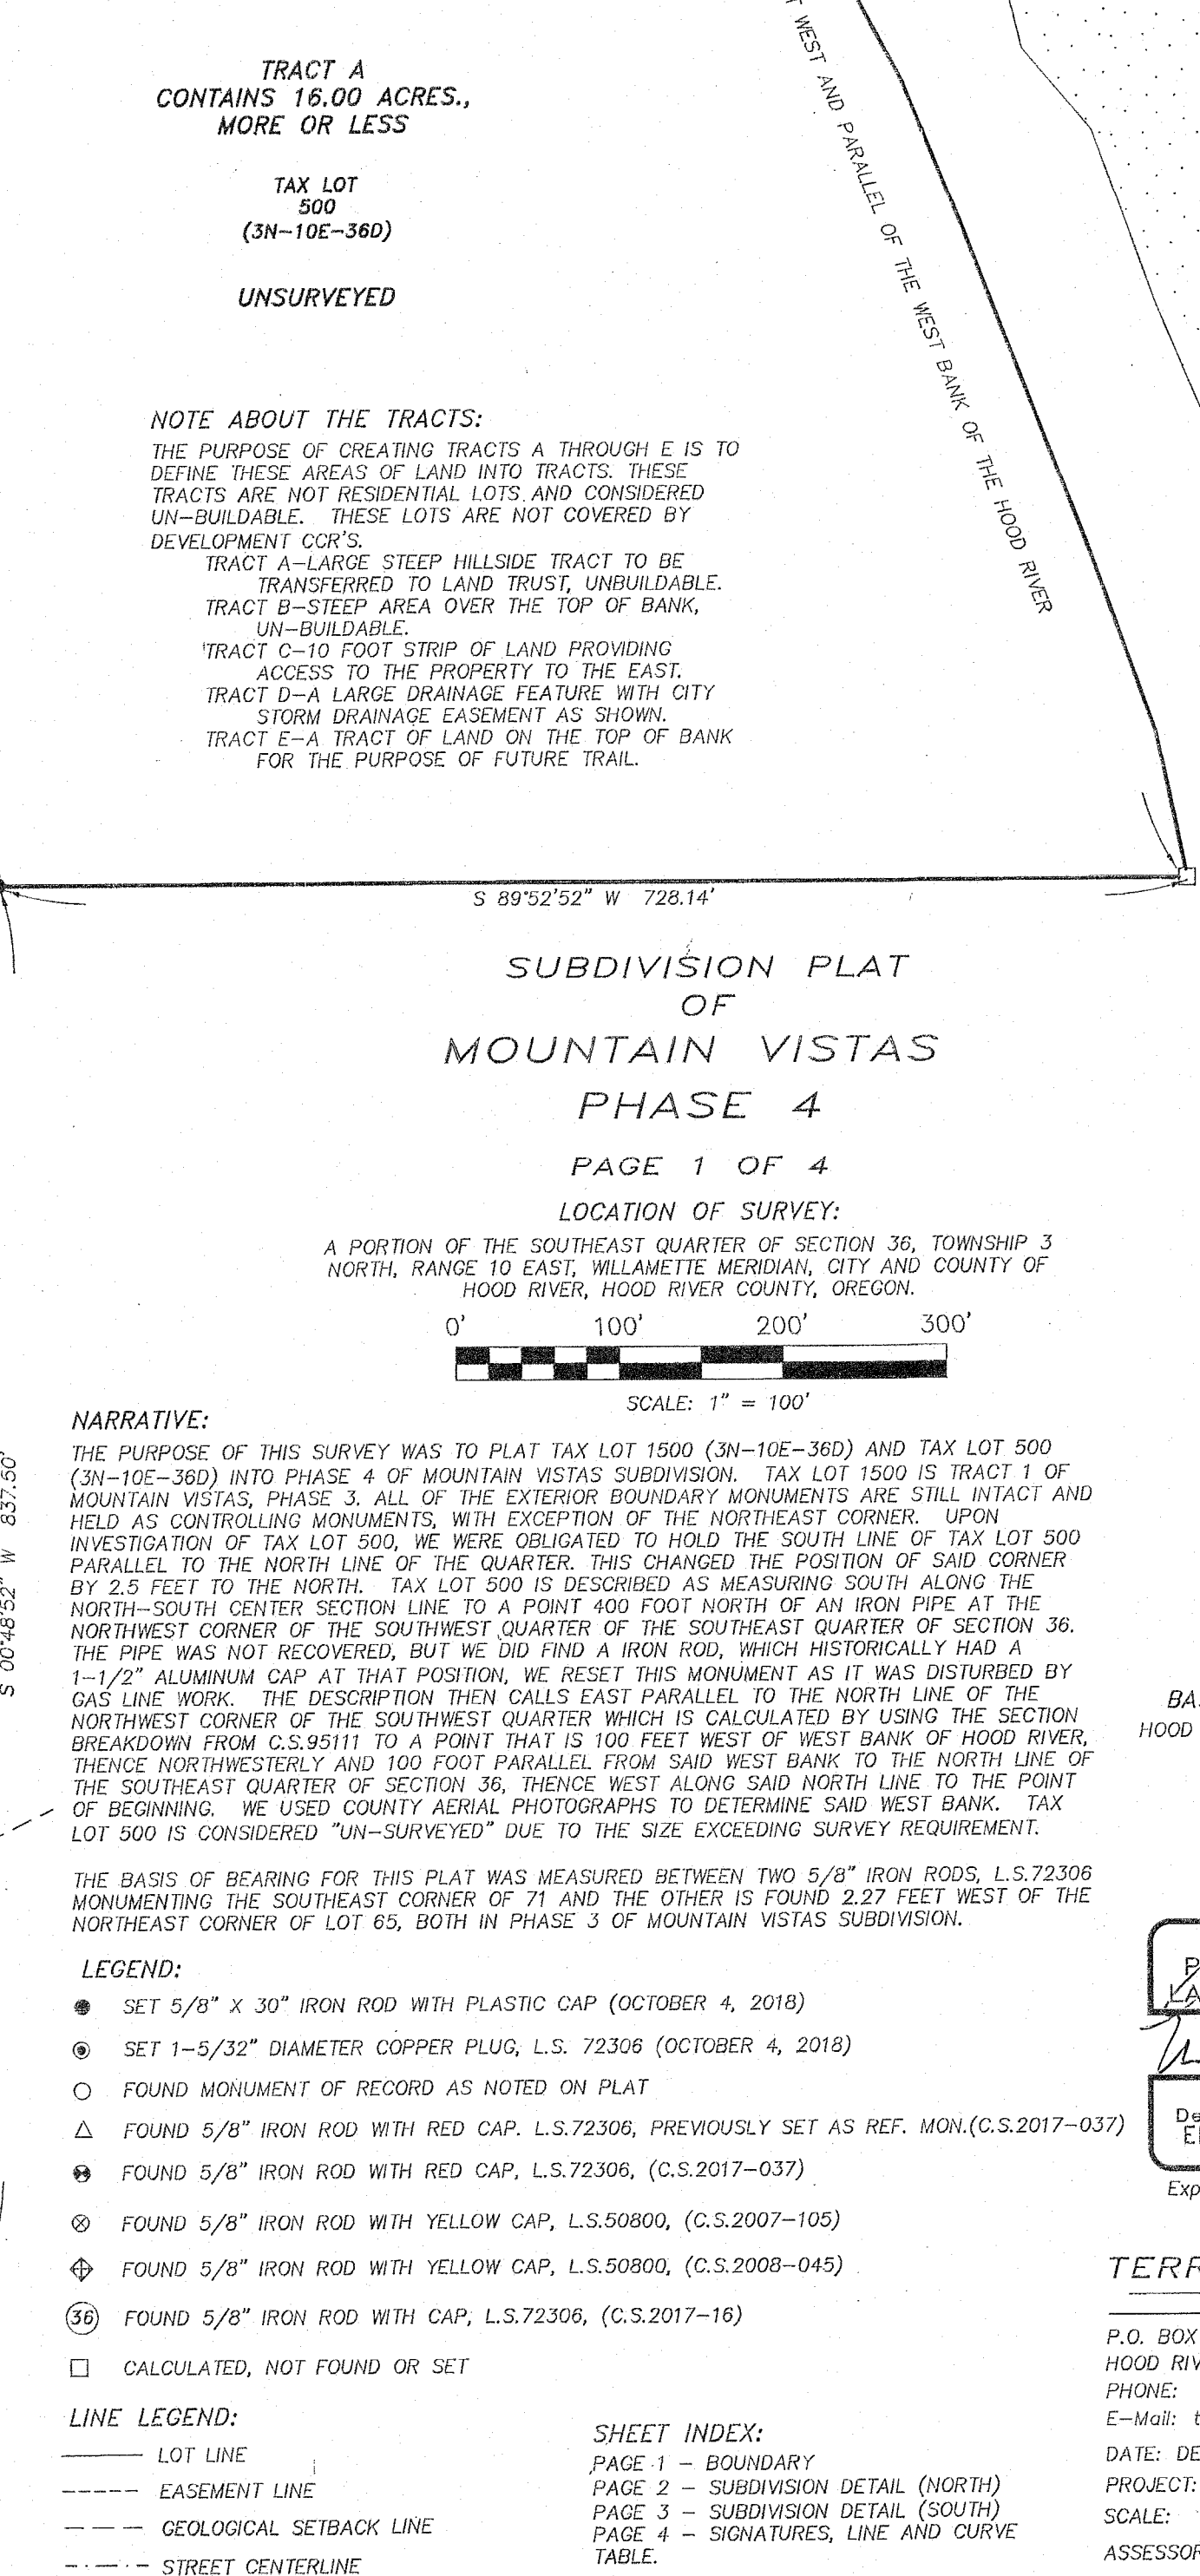 TRACT A
CONTAINS 16.00 ACRES.,
MORE OR LESS
TAX LOT
500
(3N-10E-36D)
UNSURVEYED
WEST AND PARALLEL OF THE WEST BANK OF THE HOOD RIVER
NOTE ABOUT THE TRACTS:
THE PURPOSE OF CREATING TRACTS A THROUGH E IS TO
DEFINE THESE AREAS OF LAND INTO TRACTS. THESE
TRACTS ARE NOT RESIDENTIAL LOTS AND CONSIDERED
UN-BUILDABLE. THESE LOTS ARE NOT COVERED BY
DEVELOPMENT CCR'S.
TRACT A-LARGE STEEP HILLSIDE TRACT TO BE
TRANSFERRED TO LAND TRUST, UNBUILDABLE.
TRACT B-STEEP AREA OVER THE TOP OF BANK,
UN-BUILDABLE.
TRACT C-10 FOOT STRIP OF LAND PROVIDING
ACCESS TO THE PROPERTY TO THE EAST.
TRACT D-A LARGE DRAINAGE FEATURE WITH CITY
STORM DRAINAGE EASEMENT AS SHOWN.
TRACT E-A TRACT OF LAND ON THE TOP OF BANK
FOR THE PURPOSE OF FUTURE TRAIL.
S 89°52'52" W 728.14'
SUBDIVISION PLAT
OF
MOUNTAIN VISTAS
PHASE 4
PAGE 1 OF 4
LOCATION OF SURVEY:
A PORTION OF THE SOUTHEAST QUARTER OF SECTION 36, TOWNSHIP 3
NORTH, RANGE 10 EAST, WILLAMETTE MERIDIAN, CITY AND COUNTY OF
HOOD RIVER, HOOD RIVER COUNTY, OREGON.
0' 100' 200' 300'
SCALE: 1" = 100'
S 00°48'52" W 837.50'
NARRATIVE:
THE PURPOSE OF THIS SURVEY WAS TO PLAT TAX LOT 1500 (3N-10E-36D) AND TAX LOT 500
(3N-10E-36D) INTO PHASE 4 OF MOUNTAIN VISTAS SUBDIVISION. TAX LOT 1500 IS TRACT 1 OF
MOUNTAIN VISTAS, PHASE 3. ALL OF THE EXTERIOR BOUNDARY MONUMENTS ARE STILL INTACT AND
HELD AS CONTROLLING MONUMENTS, WITH EXCEPTION OF THE NORTHEAST CORNER. UPON
INVESTIGATION OF TAX LOT 500, WE WERE OBLIGATED TO HOLD THE SOUTH LINE OF TAX LOT 500
PARALLEL TO THE NORTH LINE OF THE QUARTER. THIS CHANGED THE POSITION OF SAID CORNER
BY 2.5 FEET TO THE NORTH. TAX LOT 500 IS DESCRIBED AS MEASURING SOUTH ALONG THE
NORTH-SOUTH CENTER SECTION LINE TO A POINT 400 FOOT NORTH OF AN IRON PIPE AT THE
NORTHWEST CORNER OF THE SOUTHWEST QUARTER OF THE SOUTHEAST QUARTER OF SECTION 36.
THE PIPE WAS NOT RECOVERED, BUT WE DID FIND A IRON ROD, WHICH HISTORICALLY HAD A
1-1/2" ALUMINUM CAP AT THAT POSITION, WE RESET THIS MONUMENT AS IT WAS DISTURBED BY
GAS LINE WORK. THE DESCRIPTION THEN CALLS EAST PARALLEL TO THE NORTH LINE OF THE
NORTHWEST CORNER OF THE SOUTHWEST QUARTER WHICH IS CALCULATED BY USING THE SECTION
BREAKDOWN FROM C.S.95111 TO A POINT THAT IS 100 FEET WEST OF WEST BANK OF HOOD RIVER,
THENCE NORTHWESTERLY AND 100 FOOT PARALLEL FROM SAID WEST BANK TO THE NORTH LINE OF
THE SOUTHEAST QUARTER OF SECTION 36, THENCE WEST ALONG SAID NORTH LINE TO THE POINT
OF BEGINNING. WE USED COUNTY AERIAL PHOTOGRAPHS TO DETERMINE SAID WEST BANK. TAX
LOT 500 IS CONSIDERED "UN-SURVEYED" DUE TO THE SIZE EXCEEDING SURVEY REQUIREMENT.
THE BASIS OF BEARING FOR THIS PLAT WAS MEASURED BETWEEN TWO 5/8" IRON RODS, L.S.72306
MONUMENTING THE SOUTHEAST CORNER OF 71 AND THE OTHER IS FOUND 2.27 FEET WEST OF THE
NORTHEAST CORNER OF LOT 65, BOTH IN PHASE 3 OF MOUNTAIN VISTAS SUBDIVISION.
LEGEND:
SET 5/8" X 30" IRON ROD WITH PLASTIC CAP (OCTOBER 4, 2018)
SET 1-5/32" DIAMETER COPPER PLUG, L.S. 72306 (OCTOBER 4, 2018)
FOUND MONUMENT OF RECORD AS NOTED ON PLAT
FOUND 5/8" IRON ROD WITH RED CAP. L.S.72306, PREVIOUSLY SET AS REF. MON.(C.S.2017-037)
FOUND 5/8" IRON ROD WITH RED CAP, L.S.72306, (C.S.2017-037)
FOUND 5/8" IRON ROD WITH YELLOW CAP, L.S.50800, (C.S.2007-105)
FOUND 5/8" IRON ROD WITH YELLOW CAP, L.S.50800, (C.S.2008-045)
36 FOUND 5/8" IRON ROD WITH CAP, L.S.72306, (C.S.2017-16)
CALCULATED, NOT FOUND OR SET
LINE LEGEND:
LOT LINE
EASEMENT LINE
GEOLOGICAL SETBACK LINE
STREET CENTERLINE
SHEET INDEX:
PAGE 1 - BOUNDARY
PAGE 2 - SUBDIVISION DETAIL (NORTH)
PAGE 3 - SUBDIVISION DETAIL (SOUTH)
PAGE 4 - SIGNATURES, LINE AND CURVE
TABLE.
BA
HOOD
P
LA
De
E
Exp
TERR
P.O. BOX
HOOD RIV
PHONE:
E-Mail: t
DATE: DE
PROJECT:
SCALE:
ASSESSOR